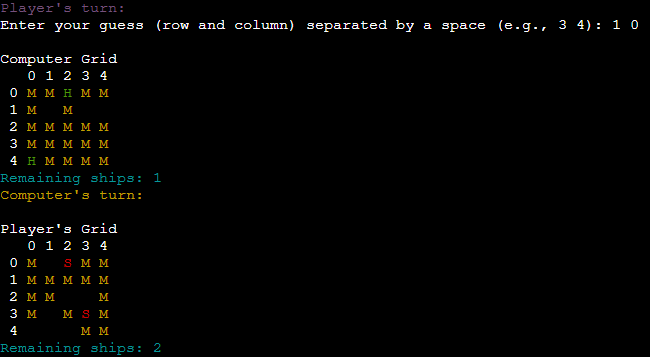 Player's turn:
Enter your guess (row and column) separated by a space (e.g., 3 4): 1 0

Computer Grid
   0 1 2 3 4
 0 M M H M M
 1 M   M
 2 M M M M M
 3 M M M M M
 4 H M M M M
Remaining ships: 1
Computer's turn:

Player's Grid
   0 1 2 3 4
 0 M   S M M
 1 M M M M M
 2 M M     M
 3 M   M S M
 4       M M
Remaining ships: 2